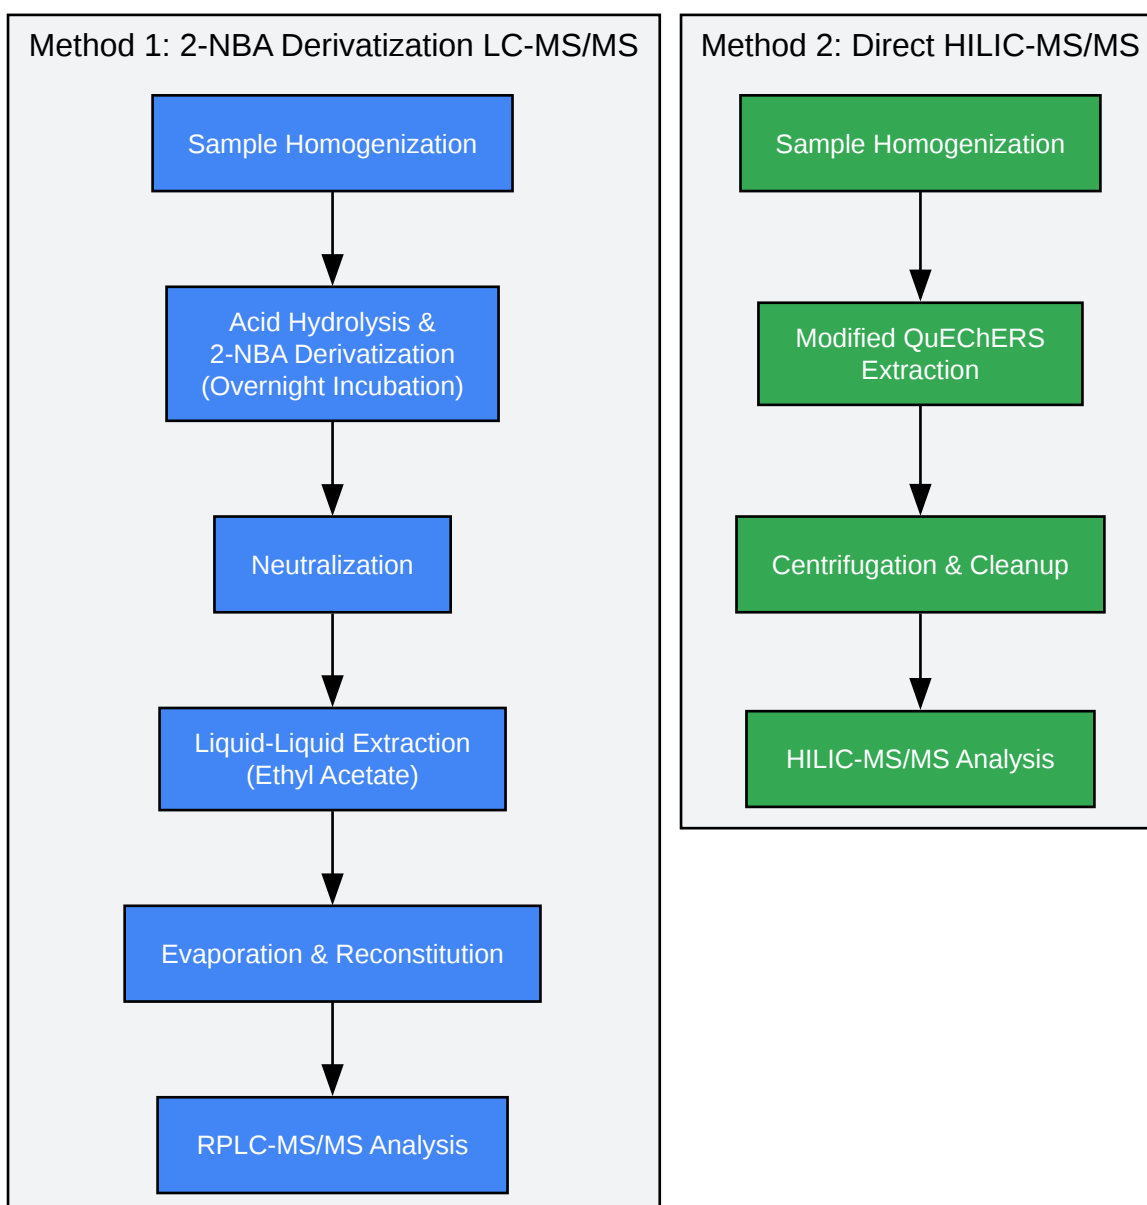 Method 1: 2-NBA Derivatization LC-MS/MS
Sample Homogenization
Acid Hydrolysis &
2-NBA Derivatization
(Overnight Incubation)
Neutralization
Liquid-Liquid Extraction
(Ethyl Acetate)
Evaporation & Reconstitution
RPLC-MS/MS Analysis
Method 2: Direct HILIC-MS/MS
Sample Homogenization
Modified QuEChERS
Extraction
Centrifugation & Cleanup
HILIC-MS/MS Analysis